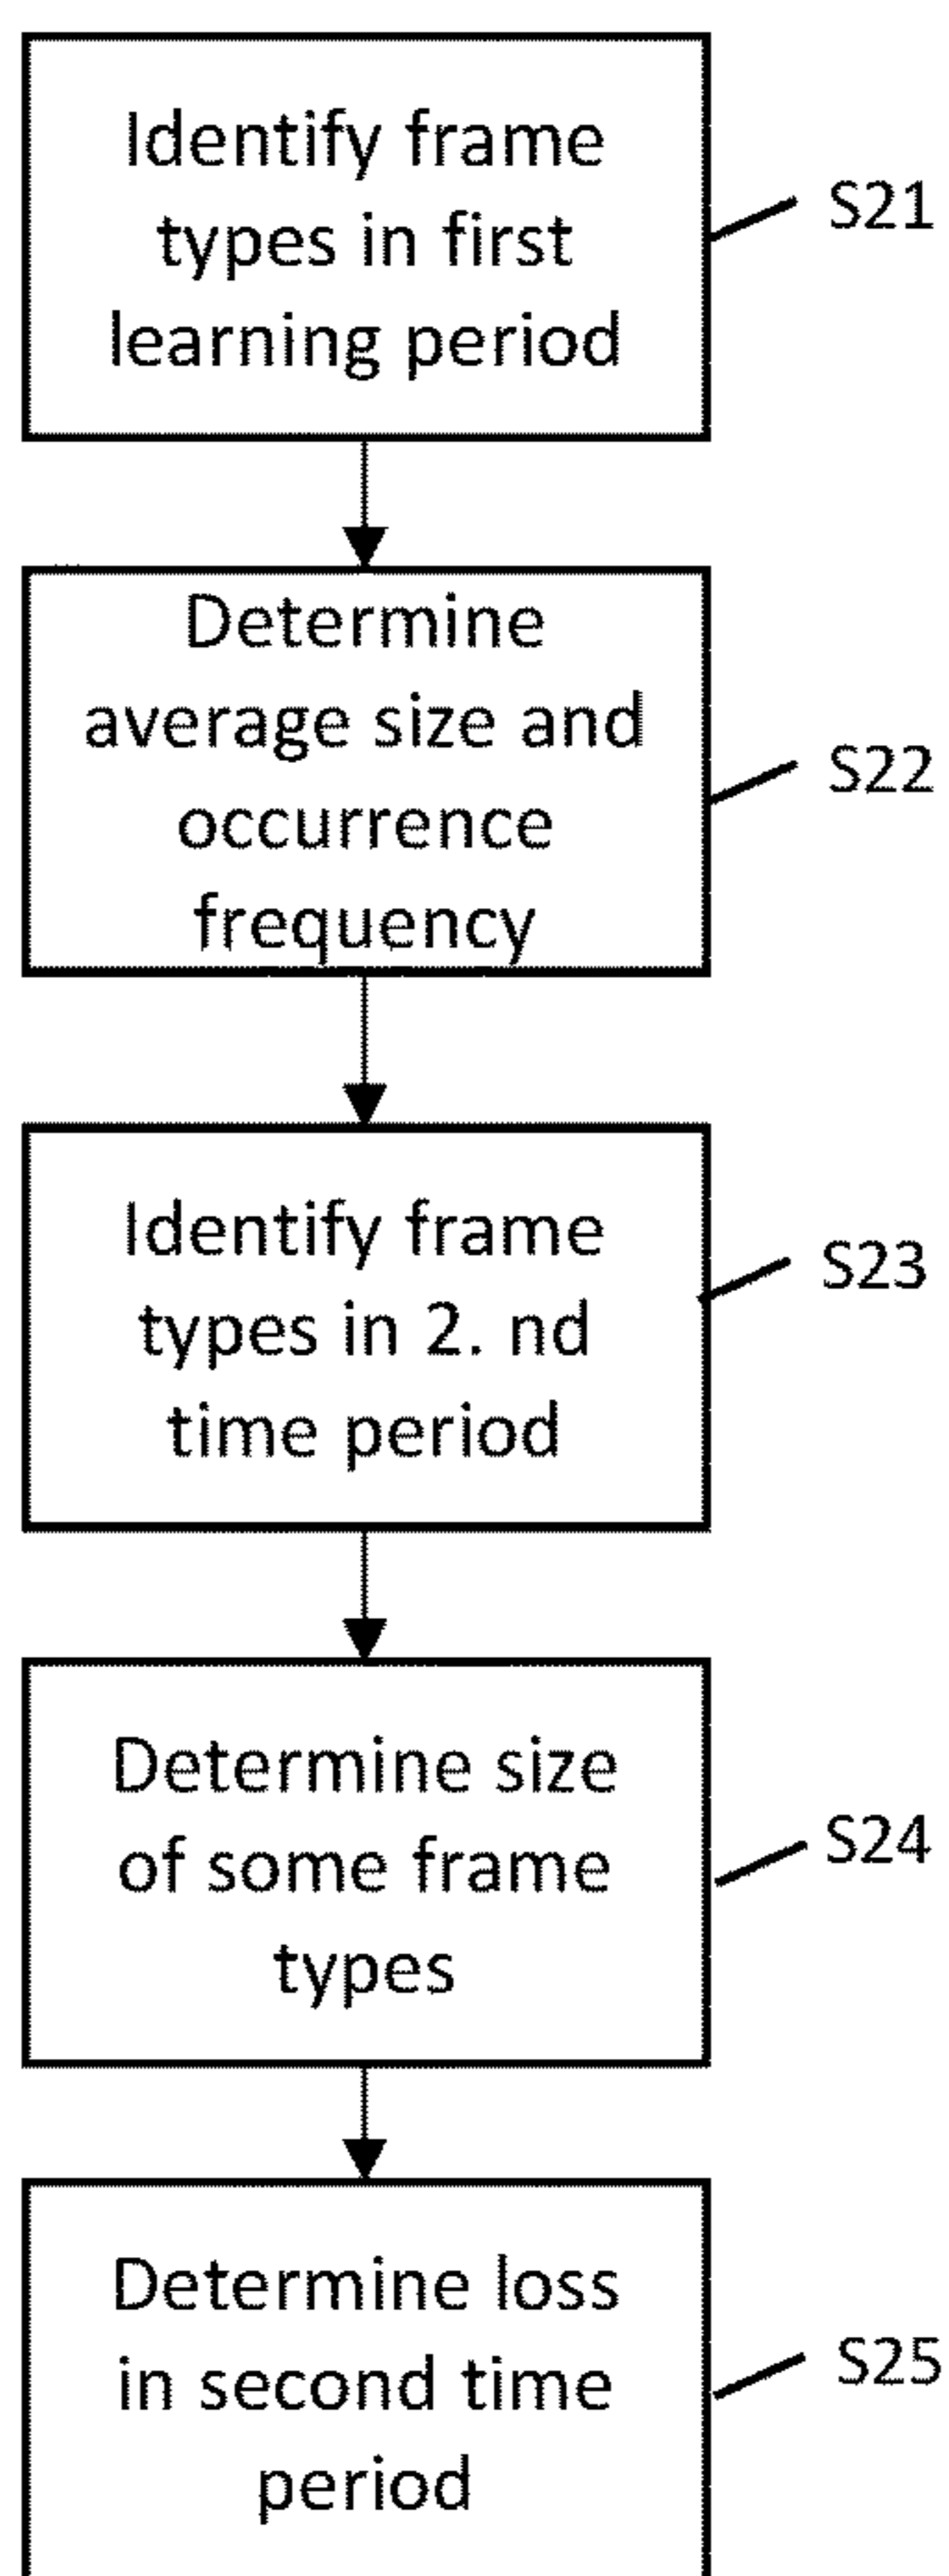 Identify frame
types in first
learning period
S21
Determine
average size and
occurrence
frequency
S22
Identify frame
types in 2. nd
time period
S23
Determine size
of some frame
types
S24
Determine loss
in second time
period
S25